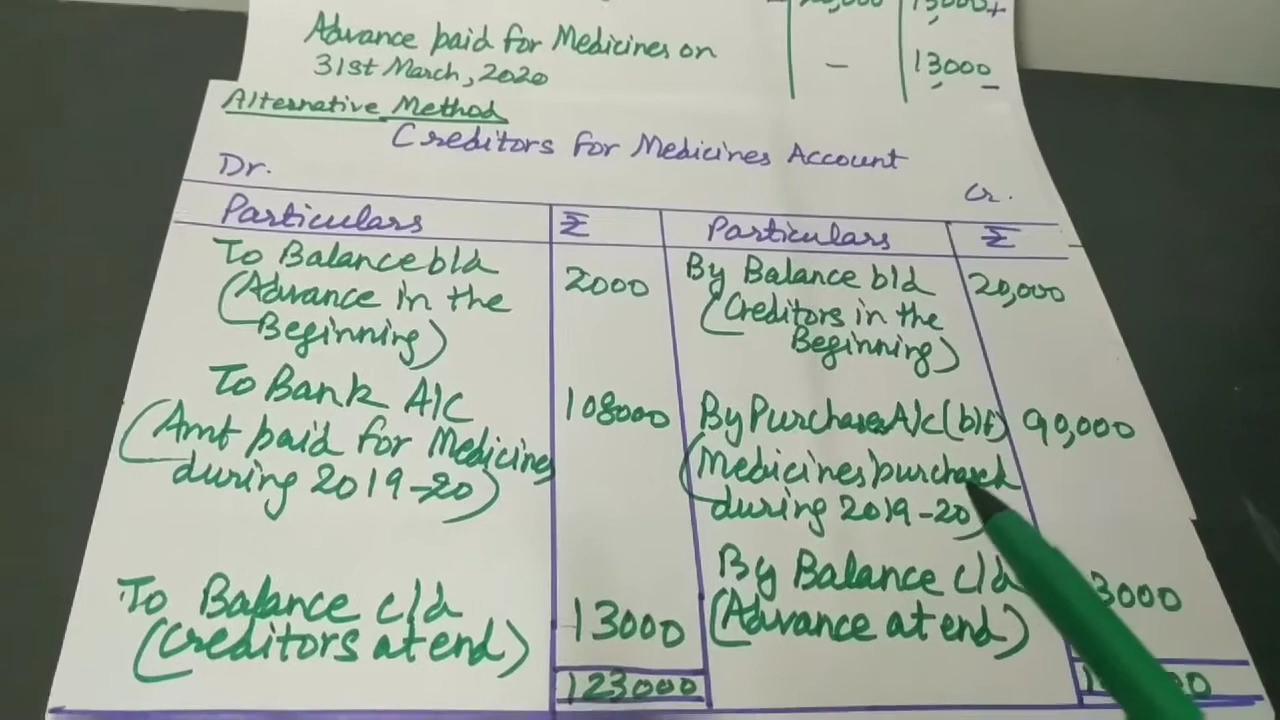 13000+
Advance paid for Medicines on
31st March, 2020
–
13000
Alternative Method
Creditors for Medicines Account
Dr.
Cr.
Particulars
₹
Particulars
₹
To Balance b/d
(Advance in the
Beginning)
2000
By Balance b/d
(Creditors in the
Beginning)
20,000
To Bank A/C
(Amt paid for Medicines
during 2019-20)
108000
By Purchases A/c (b/f)
(Medicines purchased
during 2019-20)
90,000
To Balance c/d
(Creditors at end)
13000
By Balance c/d
(Advance at end)
3000
123000